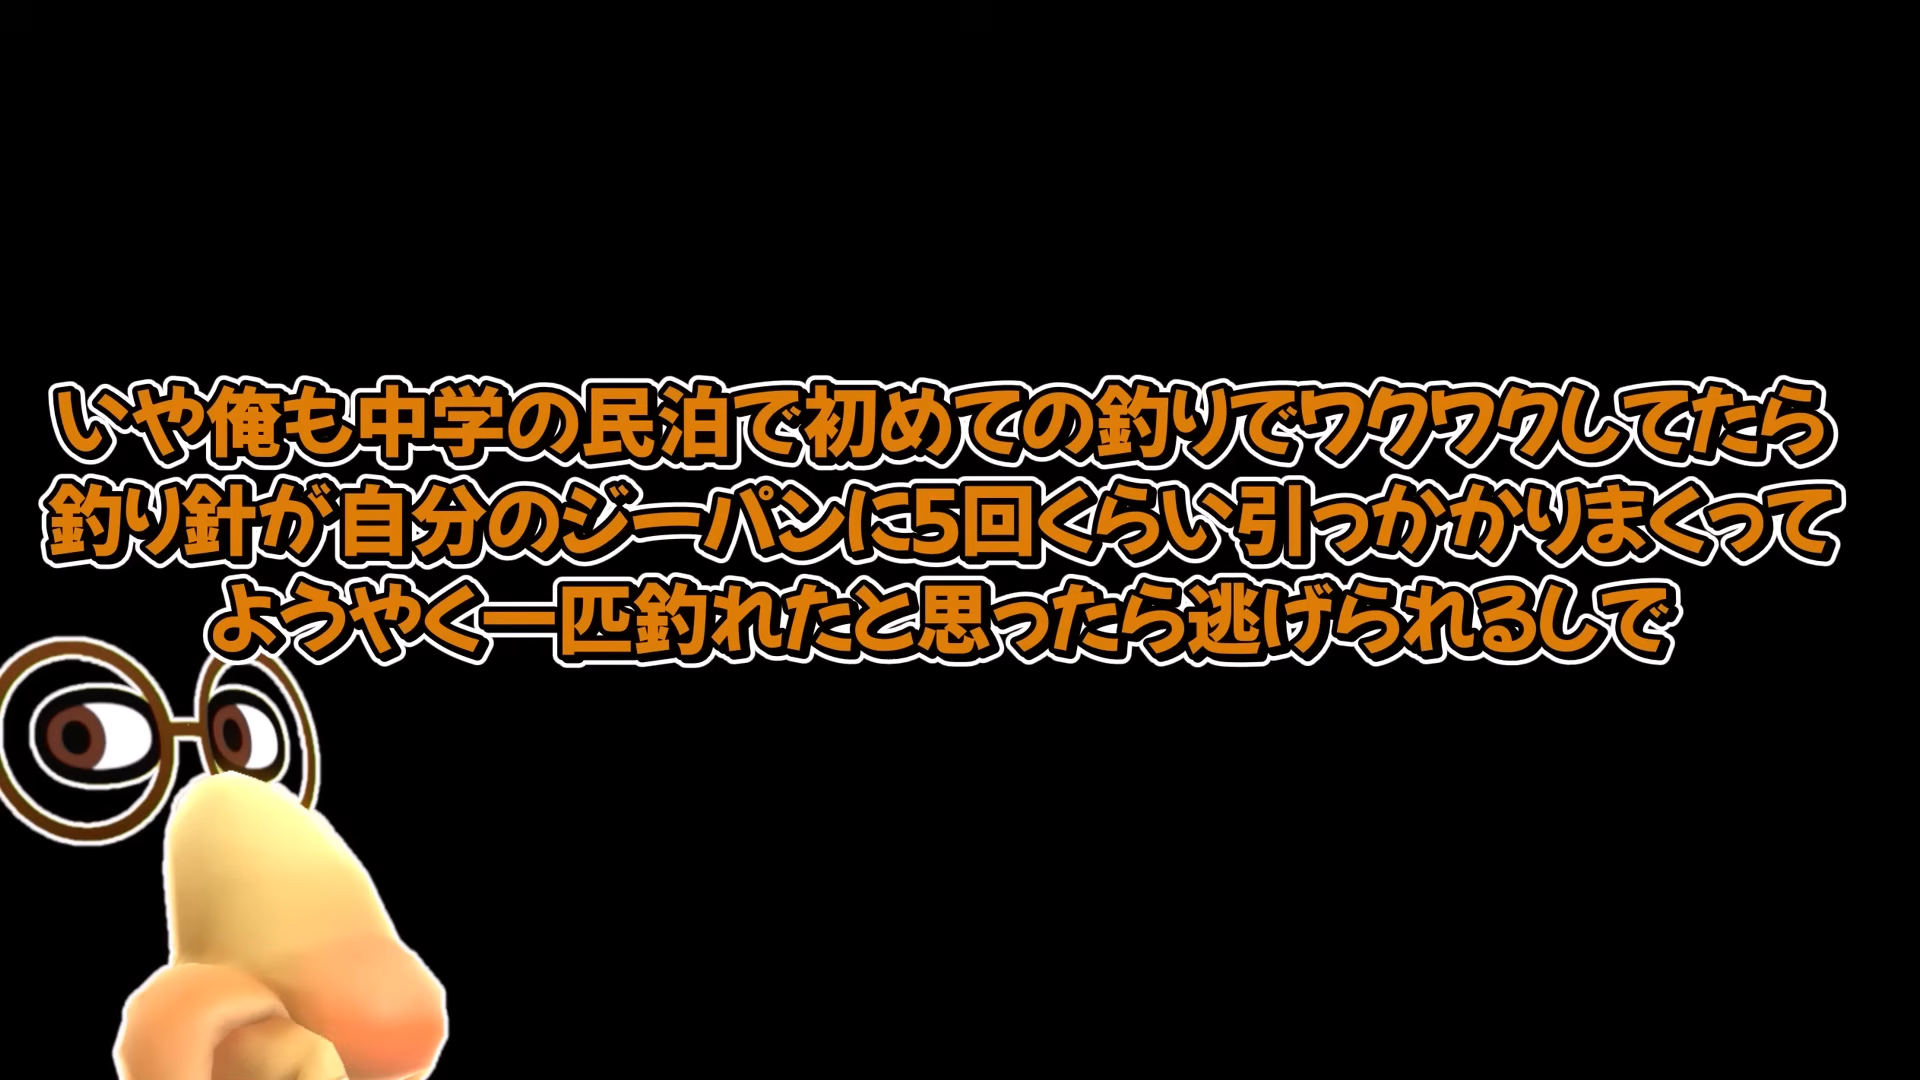 いや俺も中学の民泊で初めての釣りでワクワクしてたら
釣り針が自分のジーパンに5回くらい引っかかりまくって
ようやく一匹釣れたと思ったら逃げられるしで